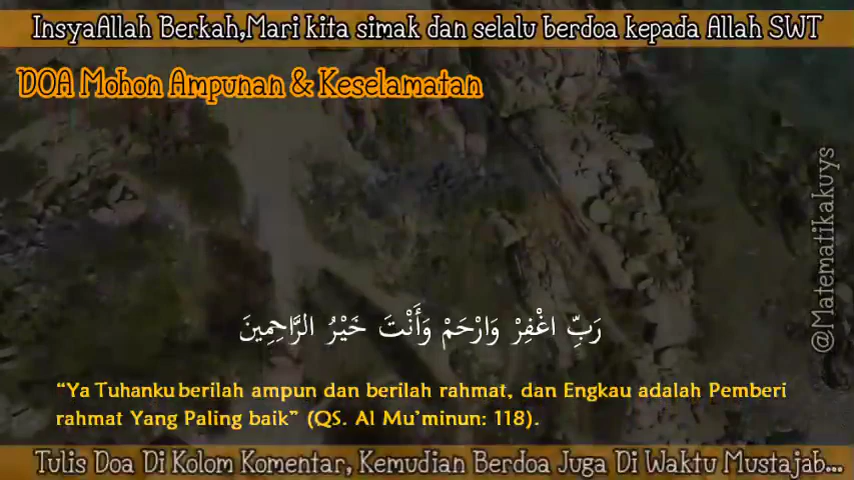 InsyaAllah Berkah,Mari kita simak dan selalu berdoa kepada Allah SWT
DOA Mohon Ampunan & Keselamatan
@Matematikakuys
رَبِّ اغْفِرْ وَارْحَمْ وَأَنْتَ خَيْرُ الرَّاحِمِينَ
“Ya Tuhanku berilah ampun dan berilah rahmat, dan Engkau adalah Pemberi
rahmat Yang Paling baik” (QS. Al Mu’minun: 118).
Tulis Doa Di Kolom Komentar, Kemudian Berdoa Juga Di Waktu Mustajab...